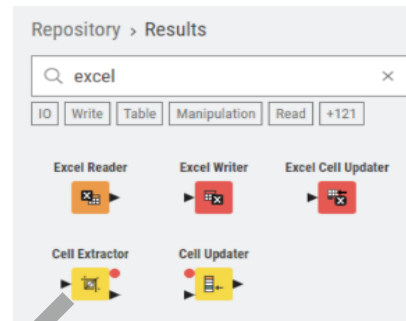 Repository › Results
excel
IO Write Table Manipulation Read +121
Excel Reader Excel Writer Excel Cell Updater
Cell Extractor Cell Updater